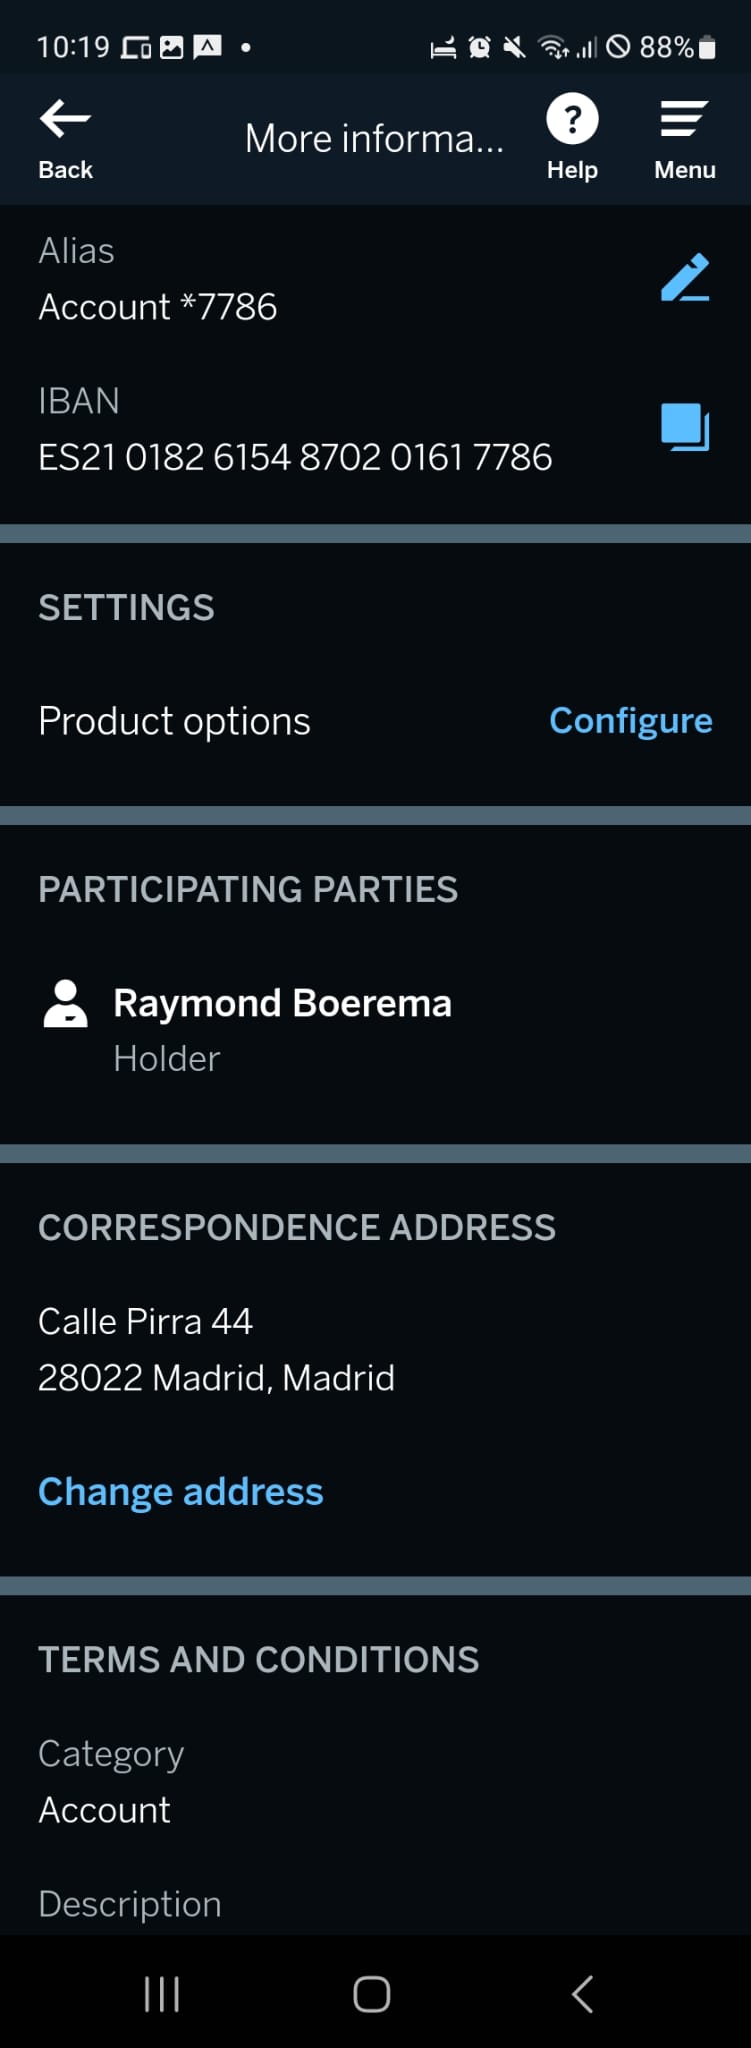 10:19
88%
Back
More informa...
Help
Menu
Alias
Account *7786
IBAN
ES21 0182 6154 8702 0161 7786
SETTINGS
Product options
Configure
PARTICIPATING PARTIES
Raymond Boerema
Holder
CORRESPONDENCE ADDRESS
Calle Pirra 44
28022 Madrid, Madrid
Change address
TERMS AND CONDITIONS
Category
Account
Description